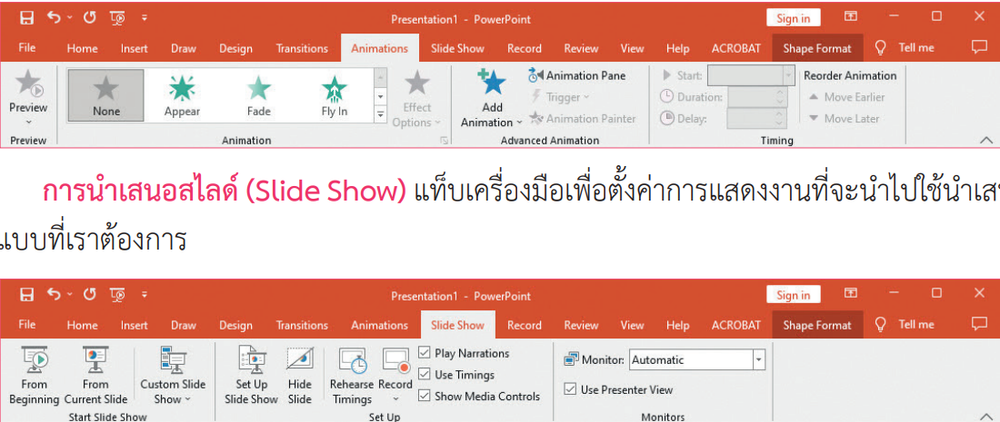 Presentation1 - PowerPoint
Sign in
File Home Insert Draw Design Transitions Animations Slide Show Record Review View Help ACROBAT Shape Format Tell me
Preview
None Appear Fade Fly In
Effect Options
Add Animation
Animation Pane
Trigger
Animation Painter
Start:
Duration:
Delay:
Reorder Animation
Move Earlier
Move Later
Preview Animation Advanced Animation Timing
การนำเสนอสไลด์ (Slide Show) แท็บเครื่องมือเพื่อตั้งค่าการแสดงงานที่จะนำไปใช้นำเส
แบบที่เราต้องการ
Presentation1 - PowerPoint
Sign in
File Home Insert Draw Design Transitions Animations Slide Show Record Review View Help ACROBAT Shape Format Tell me
From Beginning
From Current Slide
Custom Slide Show
Set Up Slide Show
Hide Slide
Rehearse Timings
Record
Play Narrations
Use Timings
Show Media Controls
Monitor: Automatic
Use Presenter View
Start Slide Show Set Up Monitors